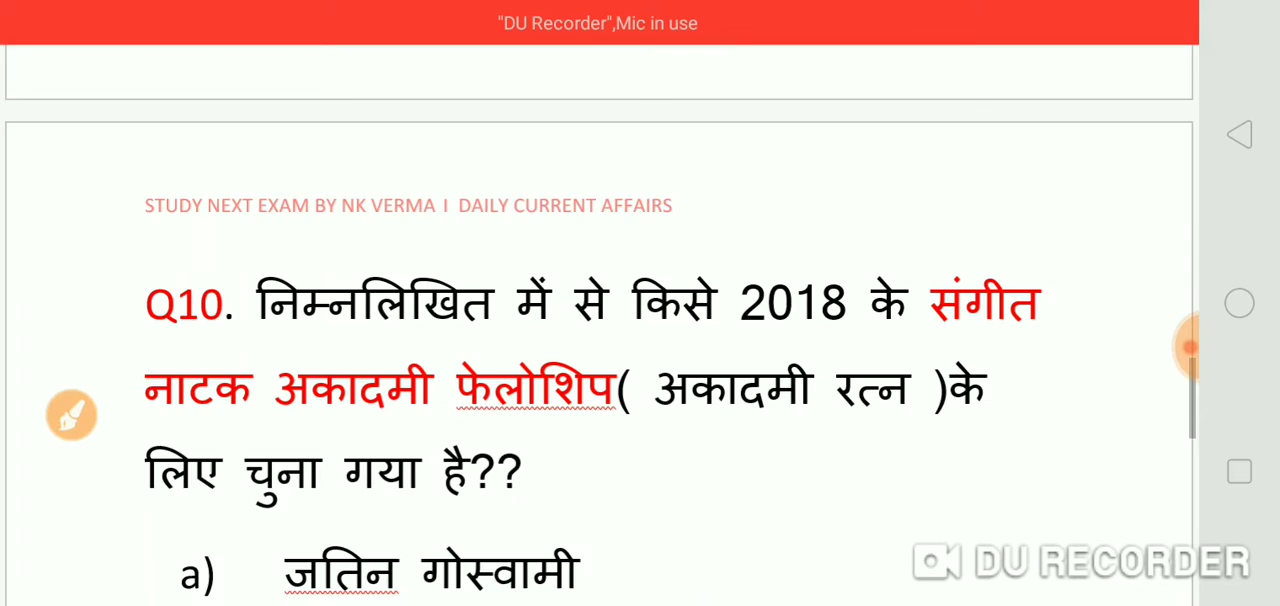 "DU Recorder",Mic in use
STUDY NEXT EXAM BY NK VERMA I DAILY CURRENT AFFAIRS
Q10. निम्नलिखित में से किसे 2018 के संगीत
नाटक अकादमी फेलोशिप( अकादमी रत्न )के
लिए चुना गया है??
a) जतिन गोस्वामी
DU RECORDER